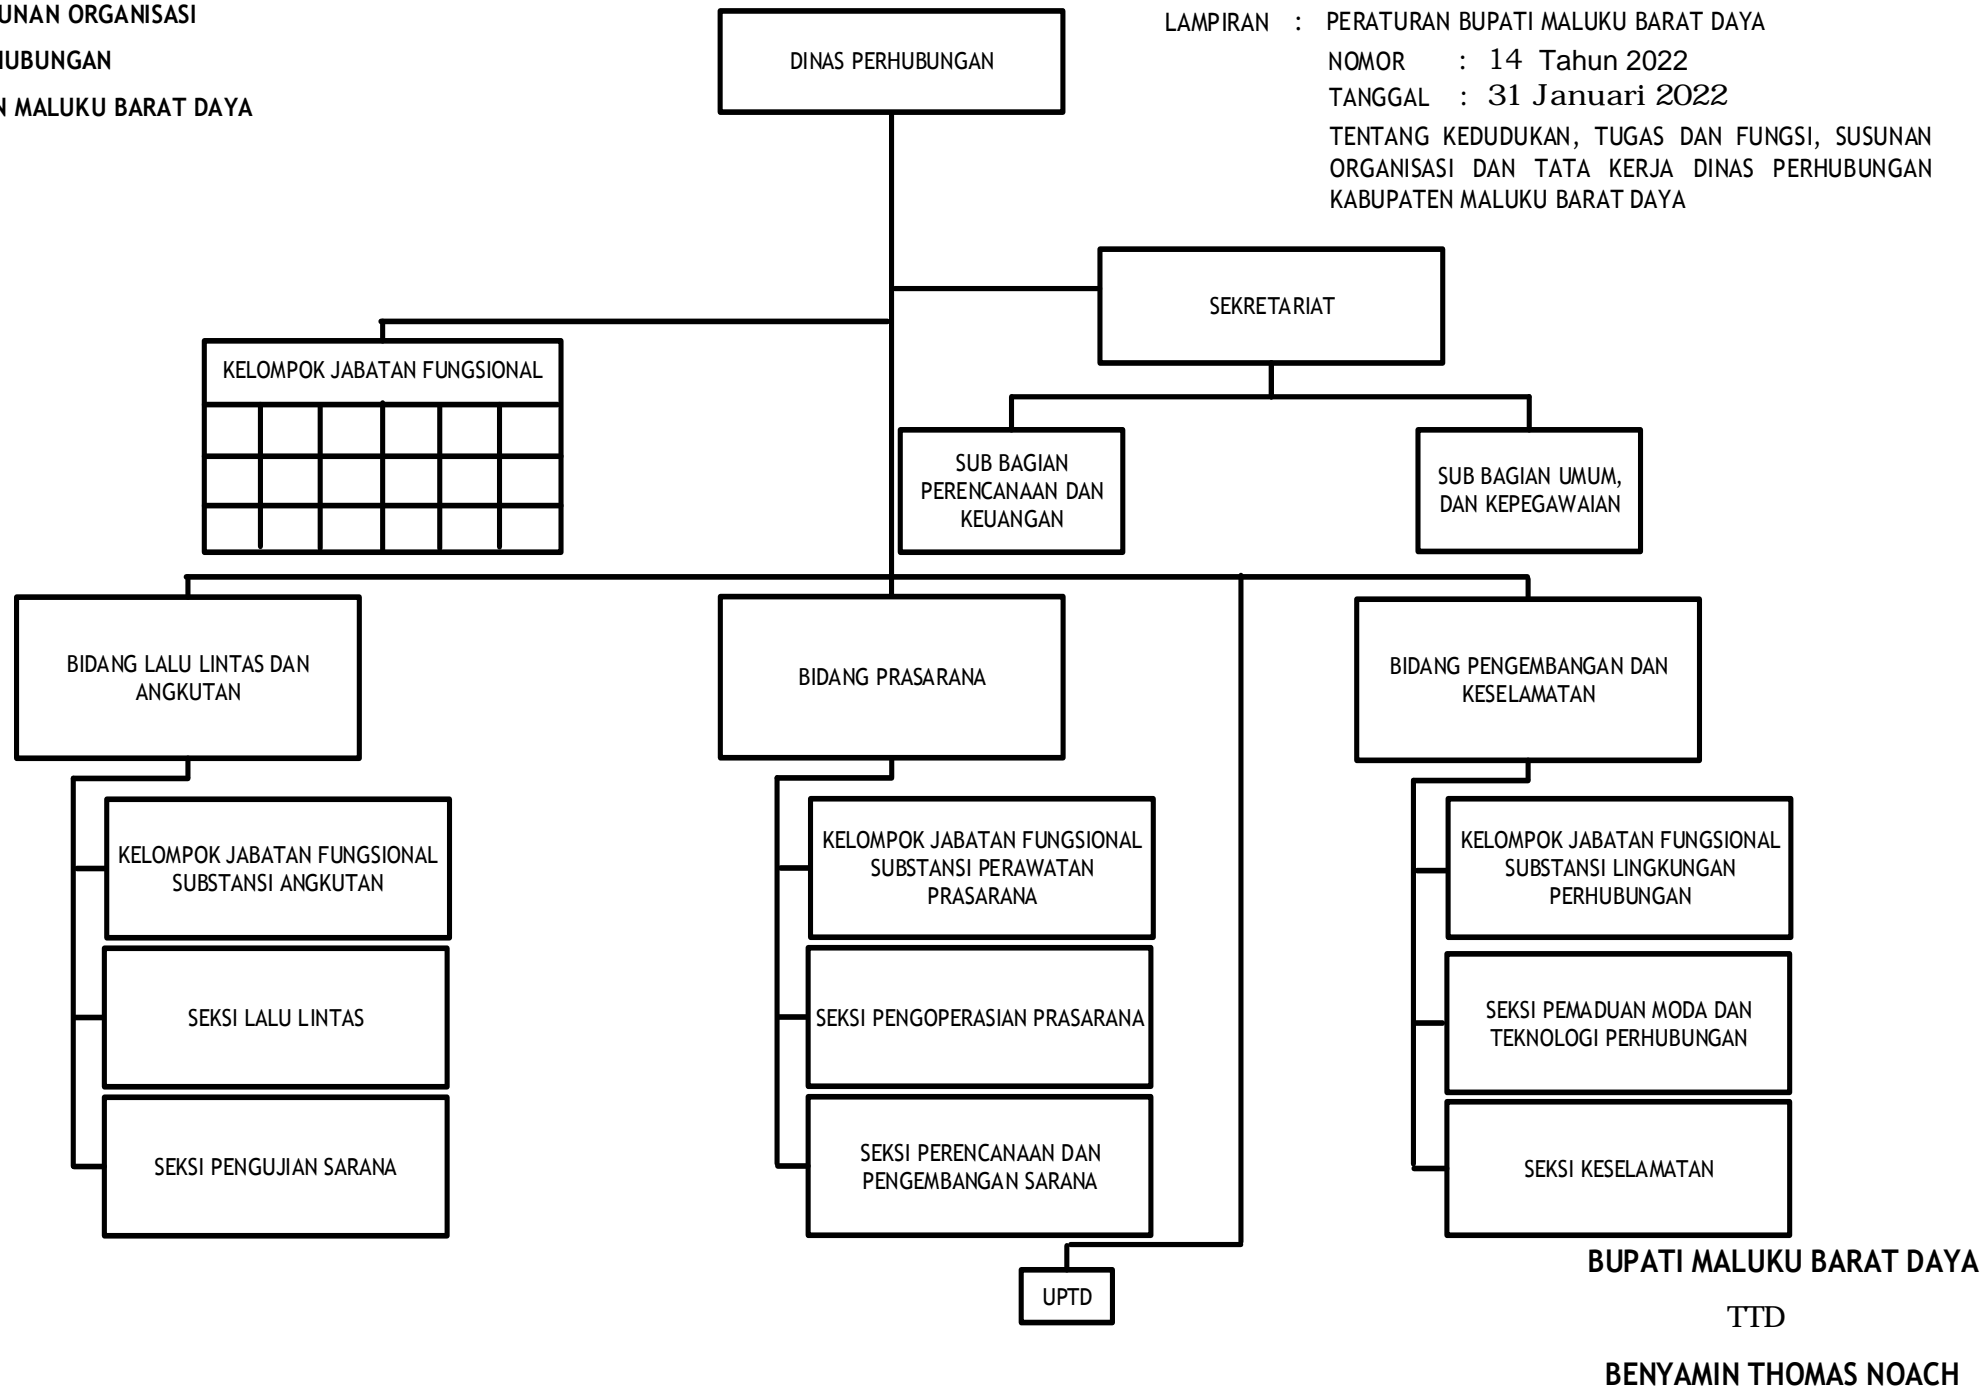 UNAN ORGANISASI
HUBUNGAN
N MALUKU BARAT DAYA
DINAS PERHUBUNGAN
LAMPIRAN : PERATURAN BUPATI MALUKU BARAT DAYA
NOMOR : 14 Tahun 2022
TANGGAL : 31 Januari 2022
TENTANG KEDUDUKAN, TUGAS DAN FUNGSI, SUSUNAN
ORGANISASI DAN TATA KERJA DINAS PERHUBUNGAN
KABUPATEN MALUKU BARAT DAYA
SEKRETARIAT
KELOMPOK JABATAN FUNGSIONAL
SUB BAGIAN
PERENCANAAN DAN
KEUANGAN
SUB BAGIAN UMUM,
DAN KEPEGAWAIAN
BIDANG LALU LINTAS DAN
ANGKUTAN
BIDANG PRASARANA
BIDANG PENGEMBANGAN DAN
KESELAMATAN
KELOMPOK JABATAN FUNGSIONAL
SUBSTANSI ANGKUTAN
SEKSI LALU LINTAS
SEKSI PENGUJIAN SARANA
KELOMPOK JABATAN FUNGSIONAL
SUBSTANSI PERAWATAN
PRASARANA
SEKSI PENGOPERASIAN PRASARANA
SEKSI PERENCANAAN DAN
PENGEMBANGAN SARANA
KELOMPOK JABATAN FUNGSIONAL
SUBSTANSI LINGKUNGAN
PERHUBUNGAN
SEKSI PEMADUAN MODA DAN
TEKNOLOGI PERHUBUNGAN
SEKSI KESELAMATAN
UPTD
BUPATI MALUKU BARAT DAYA
TTD
BENYAMIN THOMAS NOACH